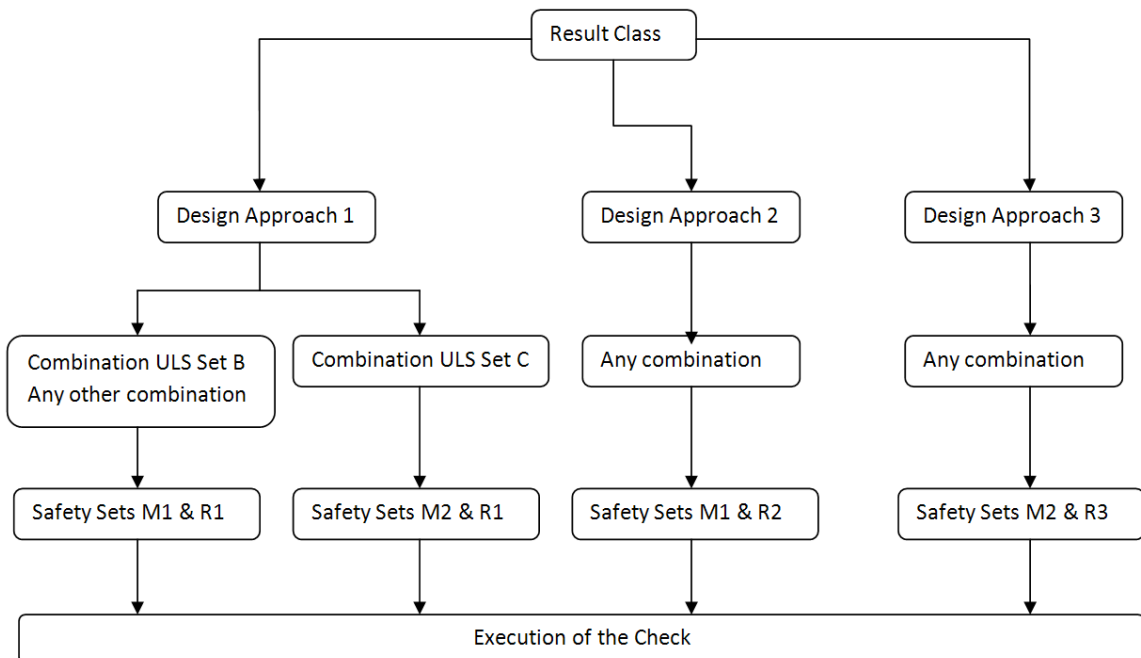 Result Class
Design Approach 1
Design Approach 2
Design Approach 3
Combination ULS Set B
Any other combination
Combination ULS Set C
Any combination
Any combination
Safety Sets M1 & R1
Safety Sets M2 & R1
Safety Sets M1 & R2
Safety Sets M2 & R3
Execution of the Check